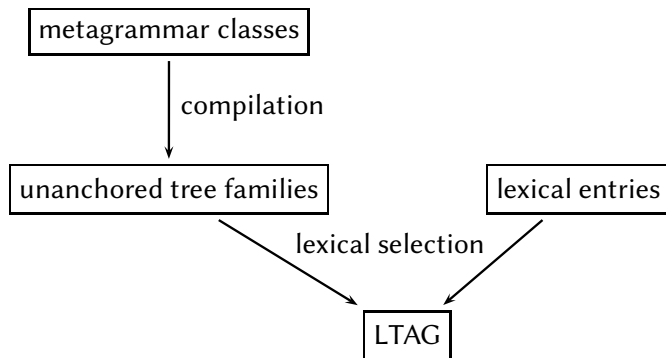 metagrammar classes
compilation
unanchored tree families
lexical entries
lexical selection
LTAG